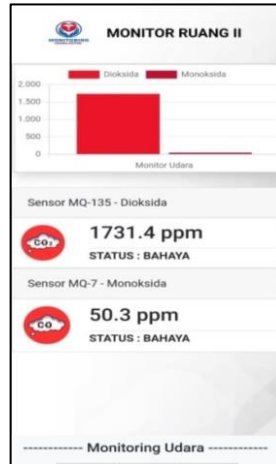 MONITORING
MONITOR RUANG II
Dioksida Monoksida
2.000
1.500
1.000
500
0
Monitor Udara
Sensor MQ-135 - Dioksida
CO₂
1731.4 ppm
STATUS : BAHAYA
Sensor MQ-7 - Monoksida
CO
50.3 ppm
STATUS : BAHAYA
----------- Monitoring Udara -----------